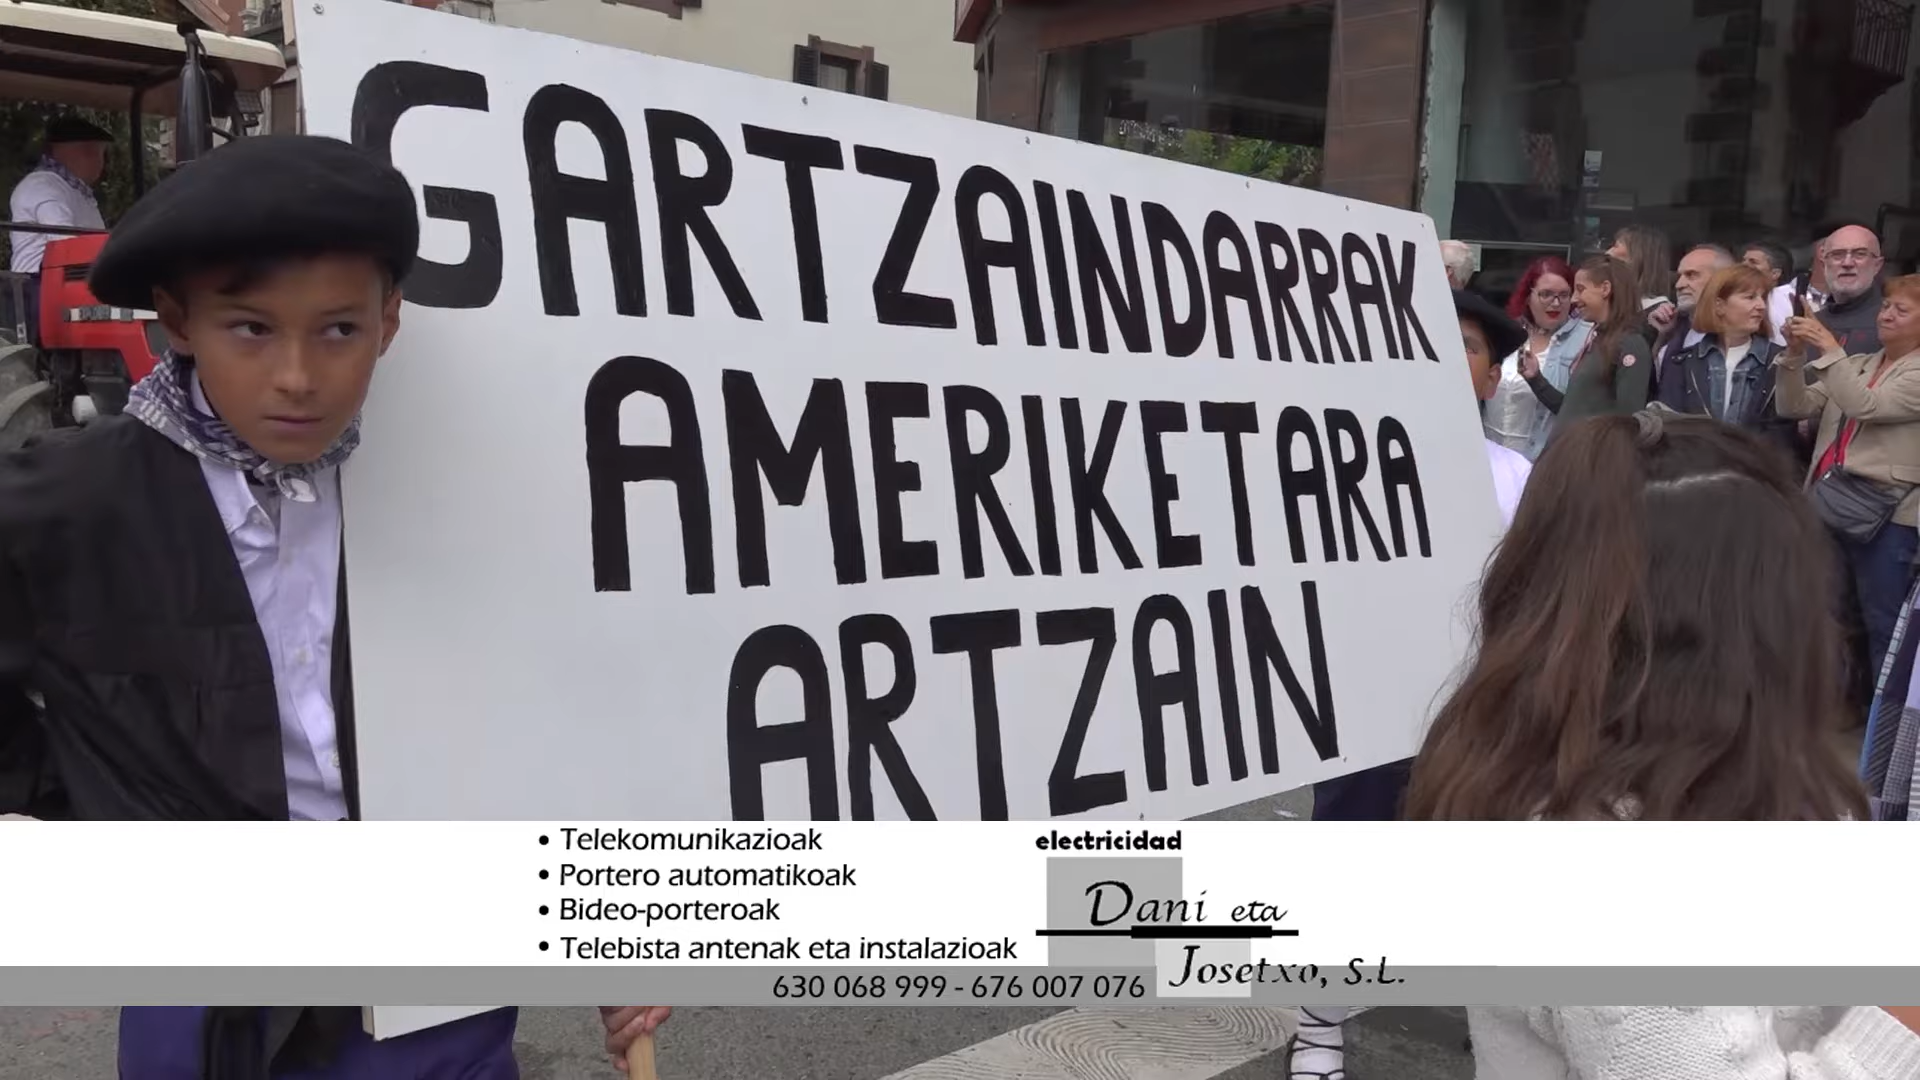 GARTZAINDARRAK
AMERIKETARA
ARTZAIN
• Telekomunikazioak
• Portero automatikoak
• Bideo-porteroak
• Telebista antenak eta instalazioak
electricidad
Dani eta
Josetxo, S.L.
630 068 999 - 676 007 076